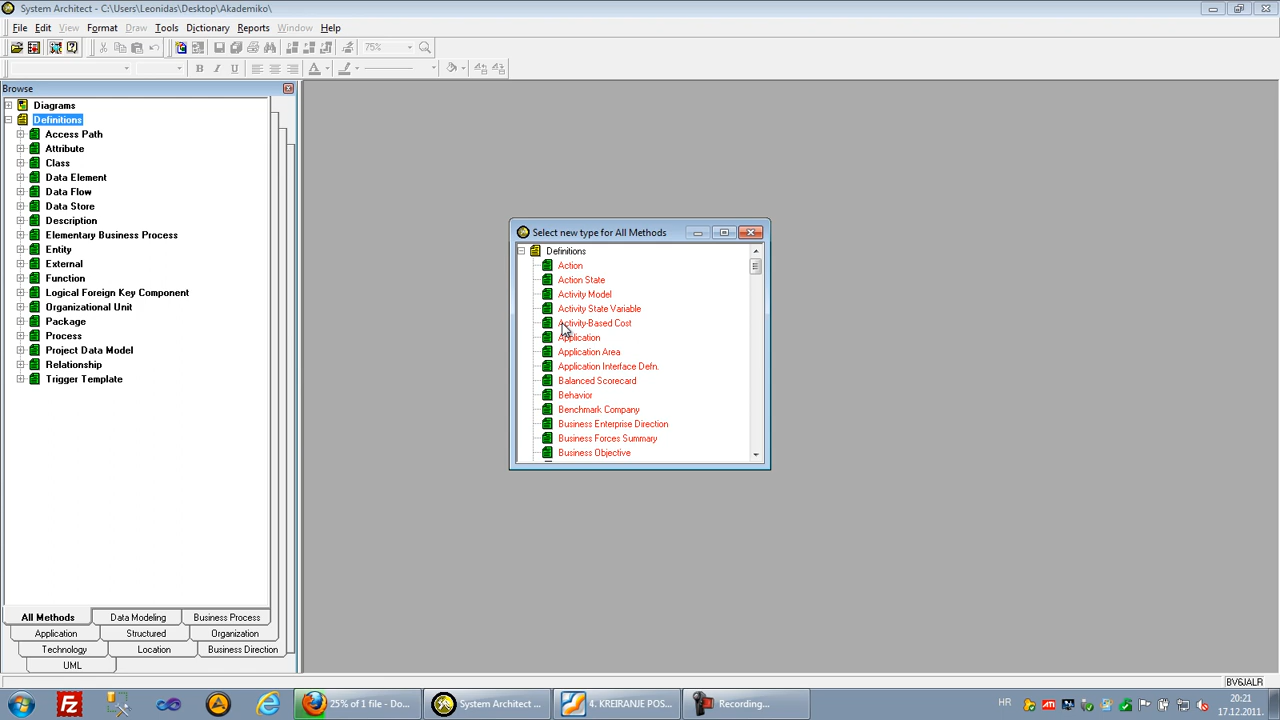 System Architect - C:\Users\Leonidas\Desktop\Akademiko\
File Edit View Format Draw Tools Dictionary Reports Window Help
75%
B I U
Browse
Diagrams
Definitions
Access Path
Attribute
Class
Data Element
Data Flow
Data Store
Description
Elementary Business Process
Entity
External
Function
Logical Foreign Key Component
Organizational Unit
Package
Process
Project Data Model
Relationship
Trigger Template
Select new type for All Methods
Definitions
Action
Action State
Activity Model
Activity State Variable
Activity-Based Cost
Application
Application Area
Application Interface Defn.
Balanced Scorecard
Behavior
Benchmark Company
Business Enterprise Direction
Business Forces Summary
Business Objective
All Methods Data Modeling Business Process
Application Structured Organization
Technology Location Business Direction
UML
BV6JALR
25% of 1 file - Do...
System Architect ...
4. KREIRANJE POS...
Recording...
HR
20:21
17.12.2011.